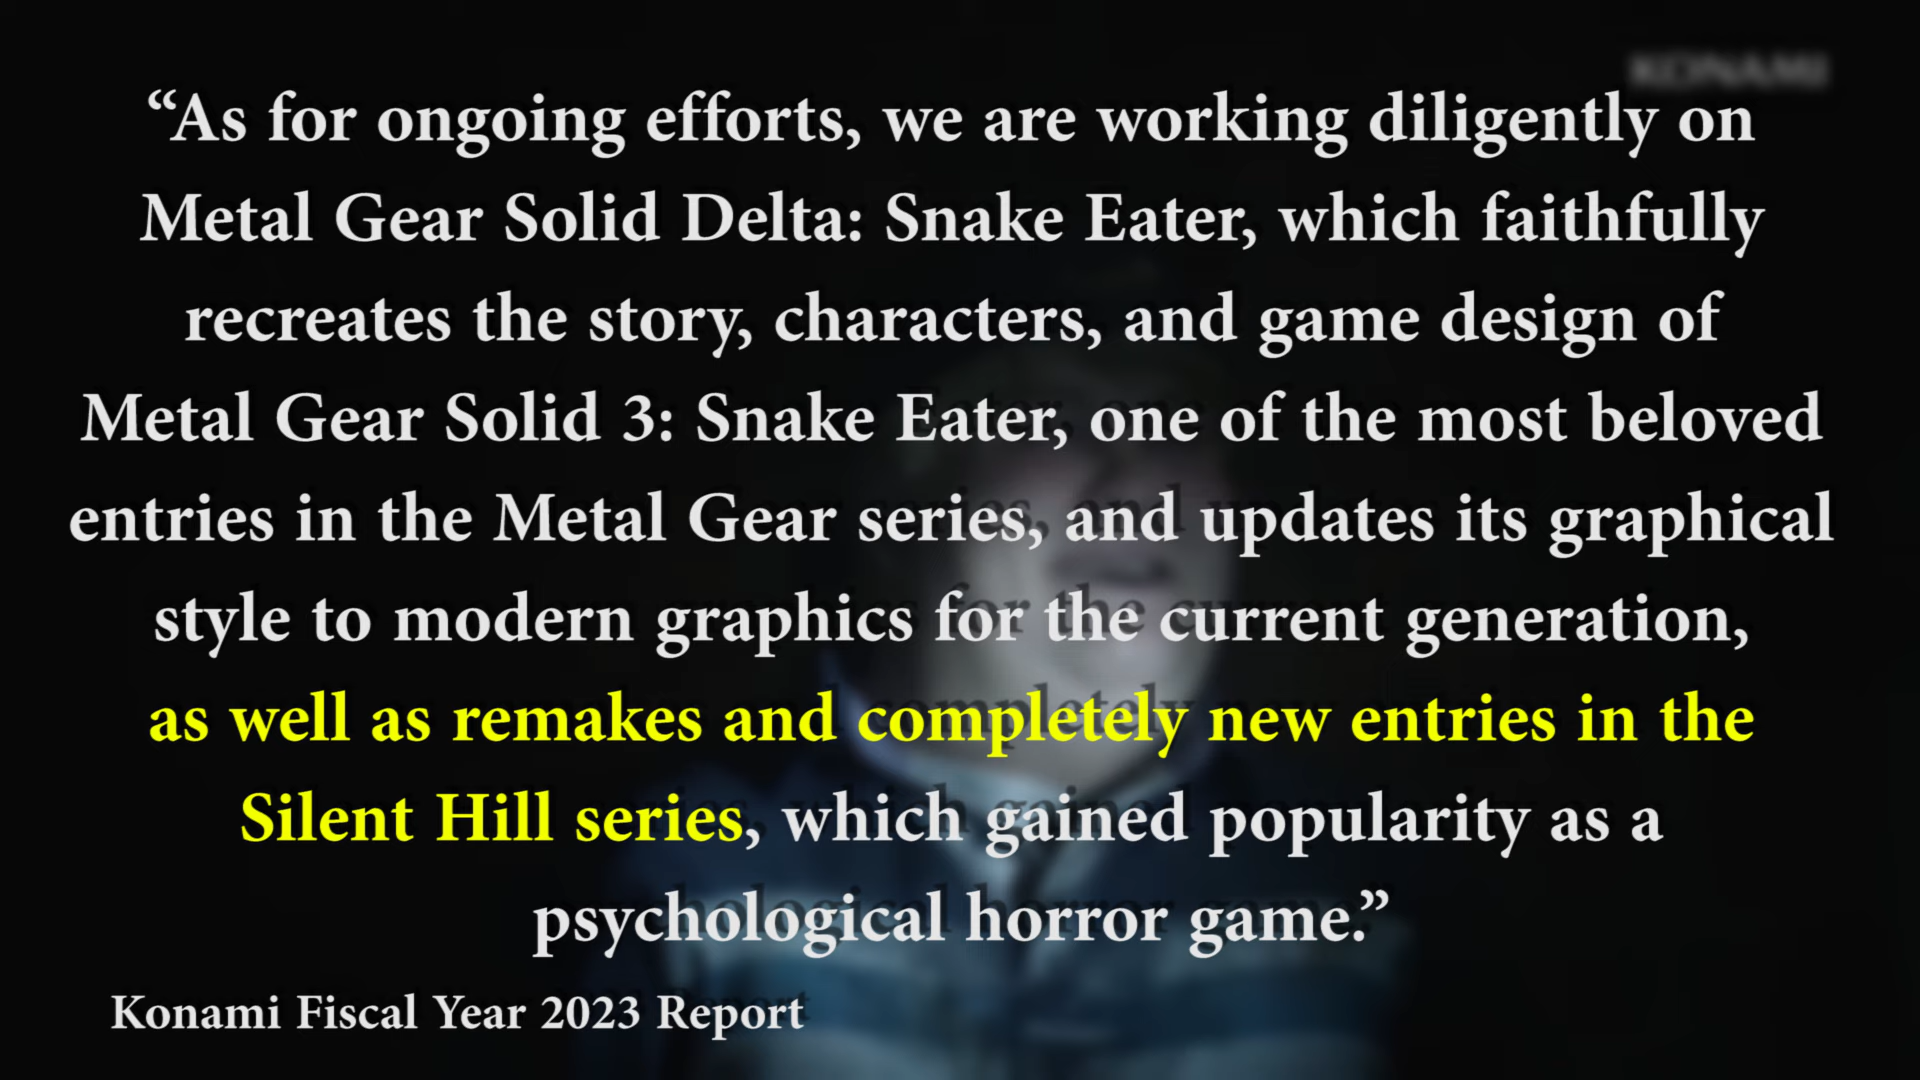 KONAMI
“As for ongoing efforts, we are working diligently on
Metal Gear Solid Delta: Snake Eater, which faithfully
recreates the story, characters, and game design of
Metal Gear Solid 3: Snake Eater, one of the most beloved
entries in the Metal Gear series, and updates its graphical
style to modern graphics for the current generation,
as well as remakes and completely new entries in the
Silent Hill series, which gained popularity as a
psychological horror game.”
Konami Fiscal Year 2023 Report